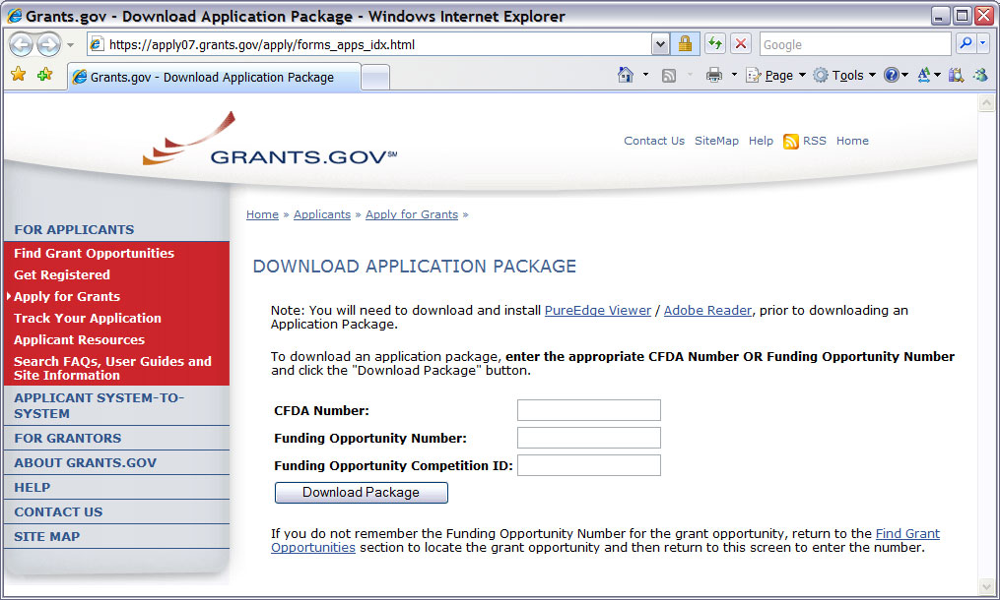 Grants.gov - Download Application Package - Windows Internet Explorer
https://apply07.grants.gov/apply/forms_apps_idx.html
Google
Grants.gov - Download Application Package
Page
Tools
GRANTS.GOV℠
Contact Us SiteMap Help RSS Home
Home » Applicants » Apply for Grants »
FOR APPLICANTS
Find Grant Opportunities
Get Registered
Apply for Grants
Track Your Application
Applicant Resources
Search FAQs, User Guides and
Site Information
APPLICANT SYSTEM-TO-
SYSTEM
FOR GRANTORS
ABOUT GRANTS.GOV
HELP
CONTACT US
SITE MAP
DOWNLOAD APPLICATION PACKAGE
Note: You will need to download and install PureEdge Viewer / Adobe Reader, prior to downloading an
Application Package.
To download an application package, enter the appropriate CFDA Number OR Funding Opportunity Number
and click the "Download Package" button.
CFDA Number:
Funding Opportunity Number:
Funding Opportunity Competition ID:
Download Package
If you do not remember the Funding Opportunity Number for the grant opportunity, return to the Find Grant
Opportunities section to locate the grant opportunity and then return to this screen to enter the number.